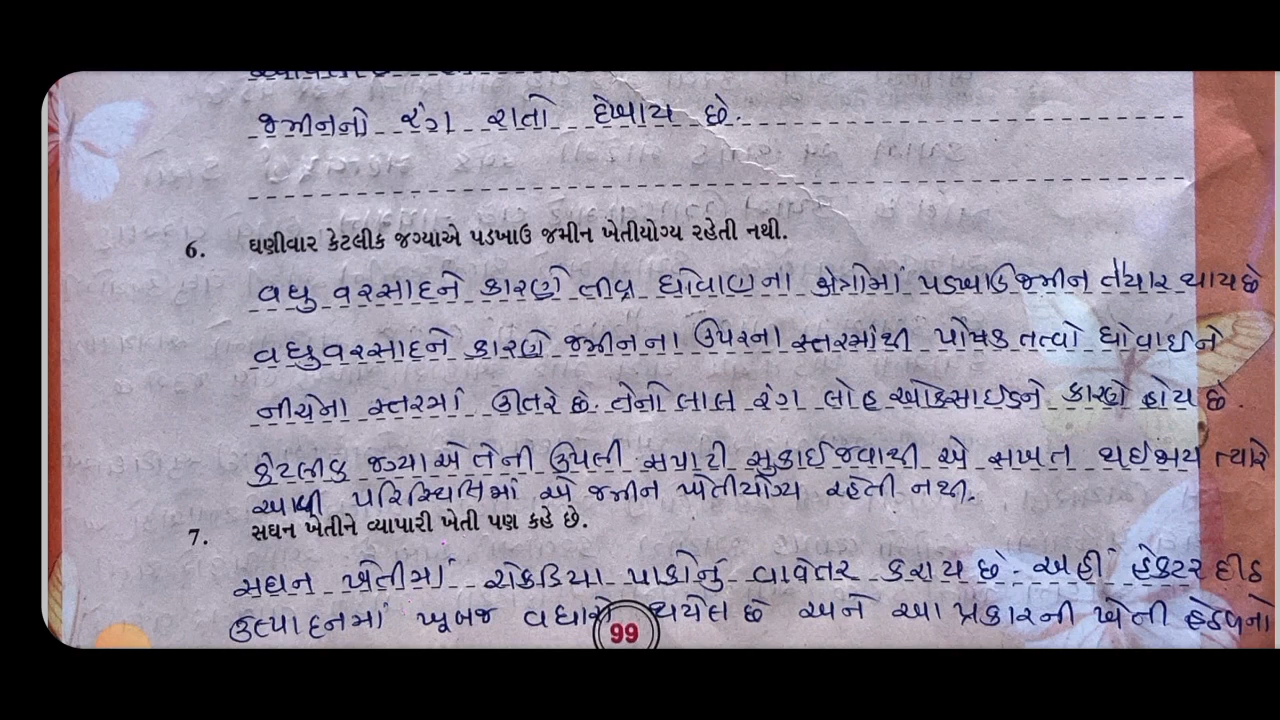 જમીનનો રંગ રાતો દેખાય છે.
6. ઘણીવાર કેટલીક જગ્યાએ પડખાઉ જમીન ખેતીયોગ્ય રહેતી નથી.
વધુ વરસાદને કારણે તીવ્ર ધોવાણના ક્ષેત્રોમાં પડખાઉ જમીન તૈયાર થાય છે
વધુ વરસાદને કારણે જમીનના ઉપરના સ્તરમાંથી પોષક તત્વો ધોવાઈને
નીચેના સ્તરમાં ઊતરે છે. તેનો લાલ રંગ લોહ ઓક્સાઇડને કારણે હોય છે.
કેટલીક જગ્યાએ તેની ઉપલી સપાટી સુકાઈ જવાથી એ સખત થઈ જાય ત્યારે
આવી પરિસ્થિતિમાં એ જમીન ખેતીયોગ્ય રહેતી નથી.
7. સઘન ખેતીને વ્યાપારી ખેતી પણ કહે છે.
સઘન ખેતીમાં રોકડિયા પાકોનું વાવેતર કરાય છે. અહીં હેક્ટર દીઠ
ઉત્પાદનમાં ખૂબજ વધારો થયેલ છે અને આ પ્રકારની ખેતી હેઠળનો
99